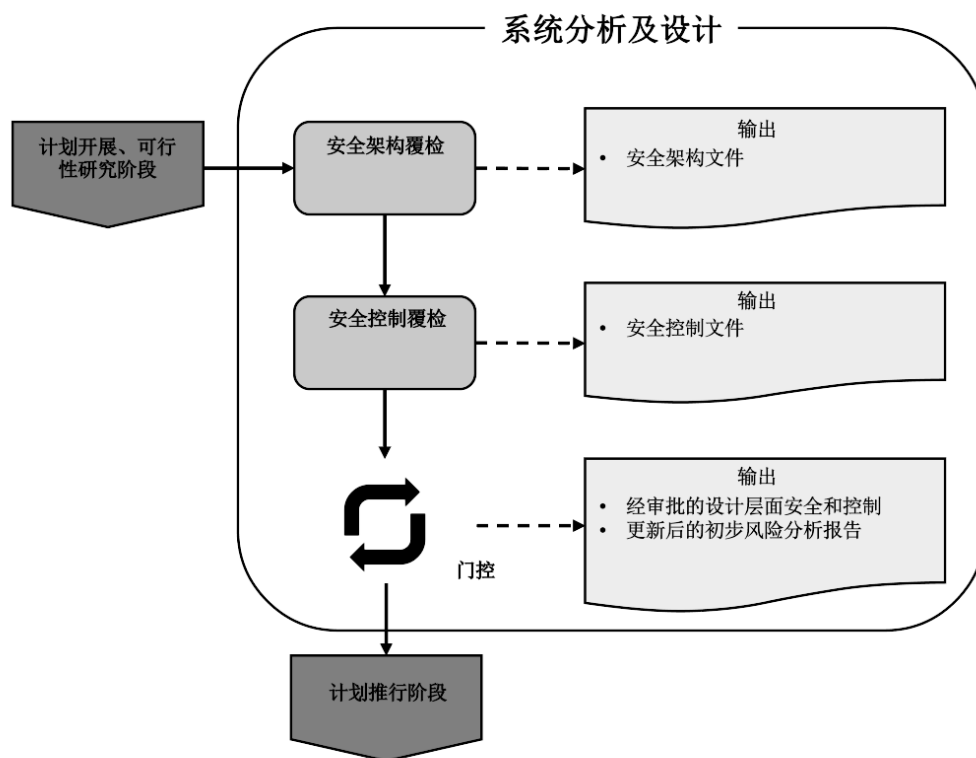 系统分析及设计
计划开展、可行
性研究阶段
安全架构覆检
输出
• 安全架构文件
安全控制覆检
输出
• 安全控制文件
门控
输出
• 经审批的设计层面安全和控制
• 更新后的初步风险分析报告
计划推行阶段